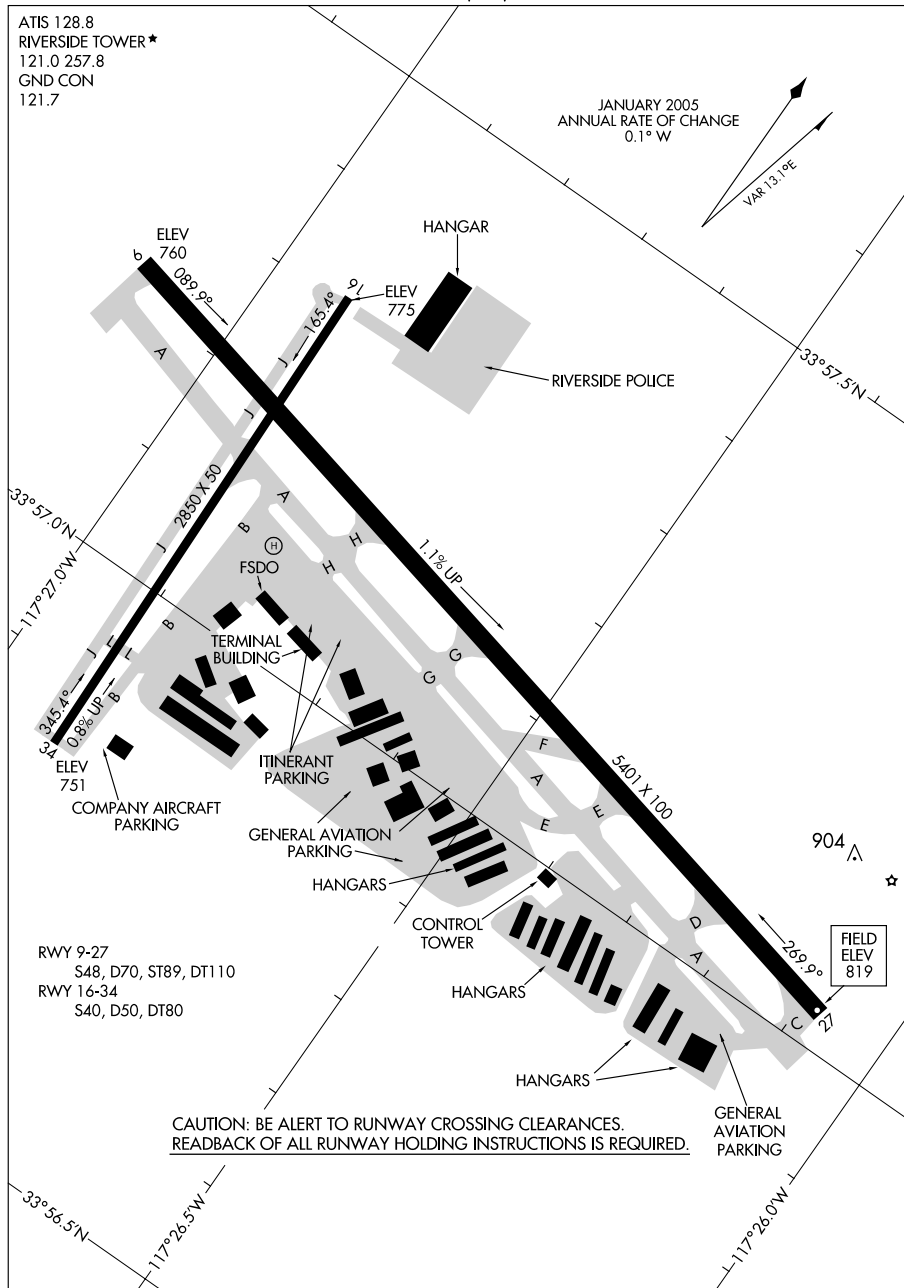 ATIS 128.8
RIVERSIDE TOWER★
121.0 257.8
GND CON
121.7
JANUARY 2005
ANNUAL RATE OF CHANGE
0.1° W
VAR 13.1°E
HANGAR
9
ELEV
760
089.9°
16
ELEV
775
165.4°
J
RIVERSIDE POLICE
33°57.5'N
A
J
2850 X 50
33°57.0'N
117°27.0'W
A
B
H
H
H
1.1% UP
J
FSDO
B
TERMINAL
BUILDING
G
G
J
E
E
B
345.4°
0.8% UP
34
ELEV
751
COMPANY AIRCRAFT
PARKING
ITINERANT
PARKING
F
A
E
E
5401 X 100
GENERAL AVIATION
PARKING
HANGARS
904
CONTROL
TOWER
D
A
269.9°
FIELD
ELEV
819
C
27
RWY 9-27
S48, D70, ST89, DT110
RWY 16-34
S40, D50, DT80
HANGARS
HANGARS
GENERAL
AVIATION
PARKING
CAUTION: BE ALERT TO RUNWAY CROSSING CLEARANCES.
READBACK OF ALL RUNWAY HOLDING INSTRUCTIONS IS REQUIRED.
33°56.5'N
117°26.5'W
117°26.0'W